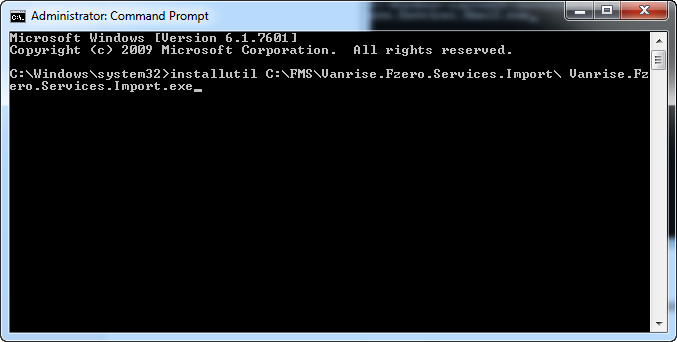 Administrator: Command Prompt
Microsoft Windows [Version 6.1.7601]
Copyright (c) 2009 Microsoft Corporation.  All rights reserved.
C:\Windows\system32>installutil C:\FMS\Vanrise.Fzero.Services.Import\ Vanrise.Fz
ero.Services.Import.exe_